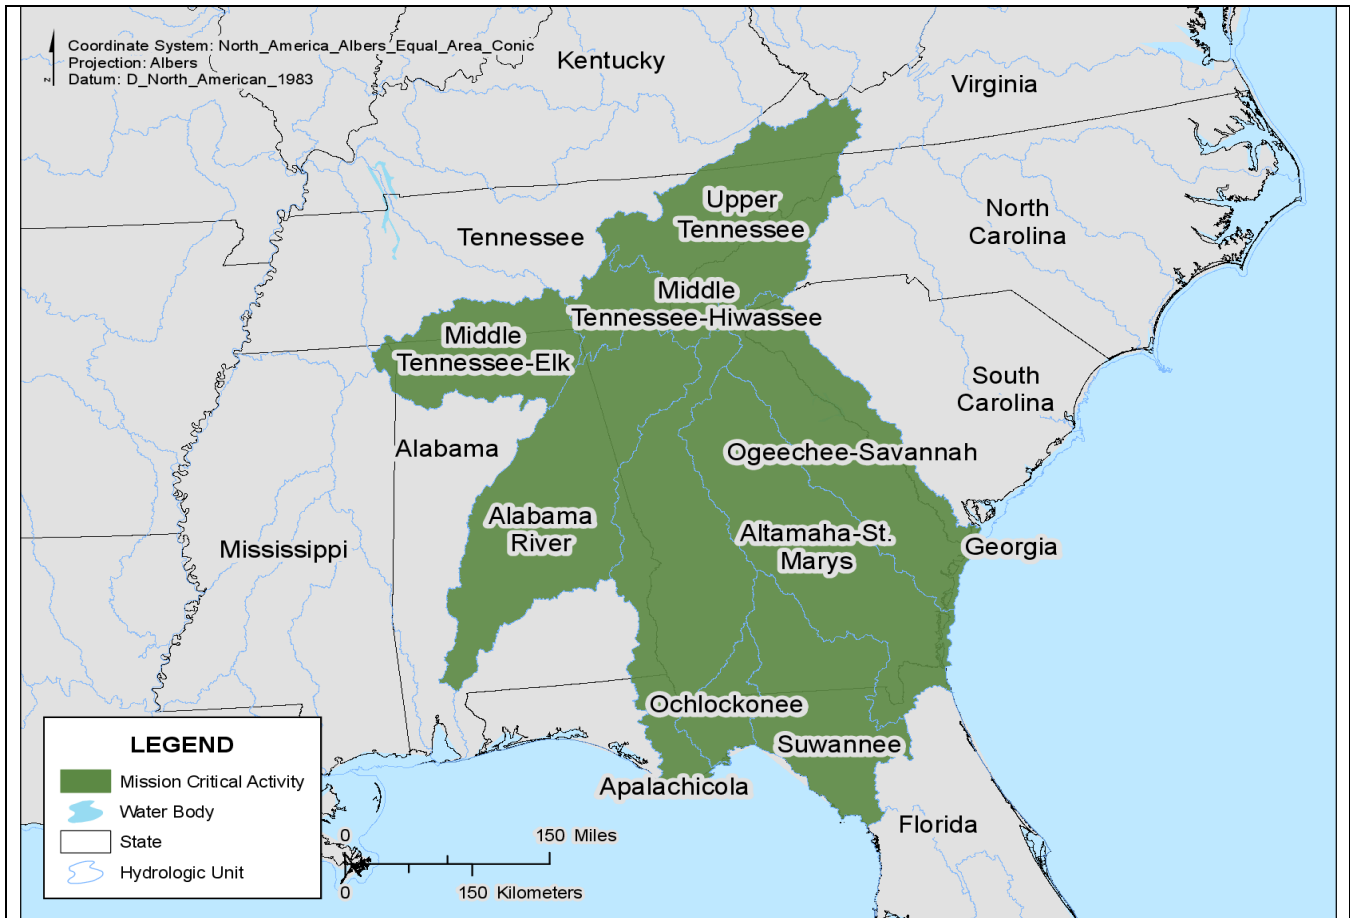 Coordinate System: North_America_Albers_Equal_Area_Conic
Projection: Albers
Datum: D_North_American_1983
Z
Kentucky
Virginia
Upper
Tennessee
North
Carolina
Tennessee
Middle
Tennessee-Hiwassee
Middle
Tennessee-Elk
South
Carolina
Alabama
Ogeechee-Savannah
Alabama
River
Altamaha-St.
Marys
Mississippi
Georgia
Ochlockonee
Suwannee
Apalachicola
Florida
LEGEND
Mission Critical Activity
Water Body
State
Hydrologic Unit
0 150 Miles
0 150 Kilometers